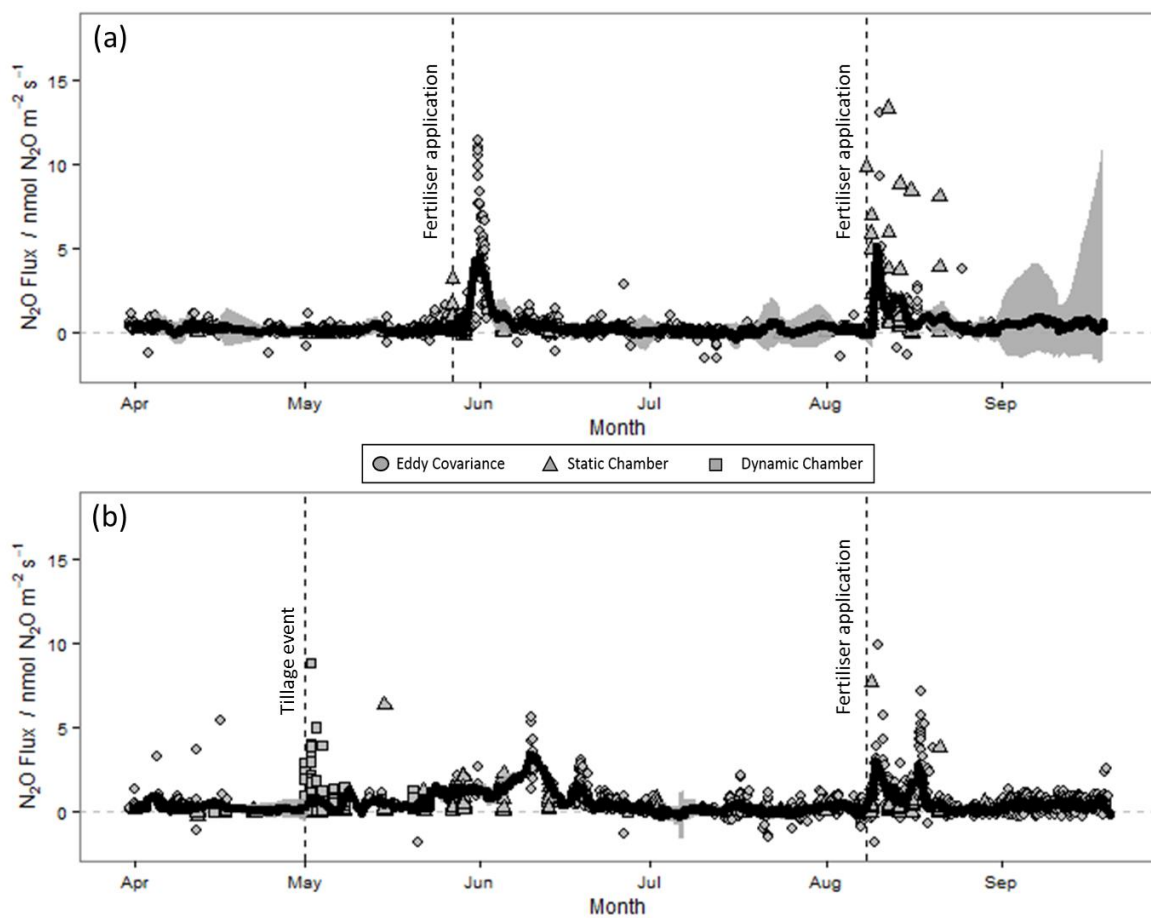 (a)
N₂O Flux / nmol N₂O m⁻² s⁻¹
15
10
5
0
Fertiliser application
Fertiliser application
Apr May Jun Jul Aug Sep
Month
Eddy Covariance Static Chamber Dynamic Chamber
(b)
N₂O Flux / nmol N₂O m⁻² s⁻¹
15
10
5
0
Tillage event
Fertiliser application
Apr May Jun Jul Aug Sep
Month